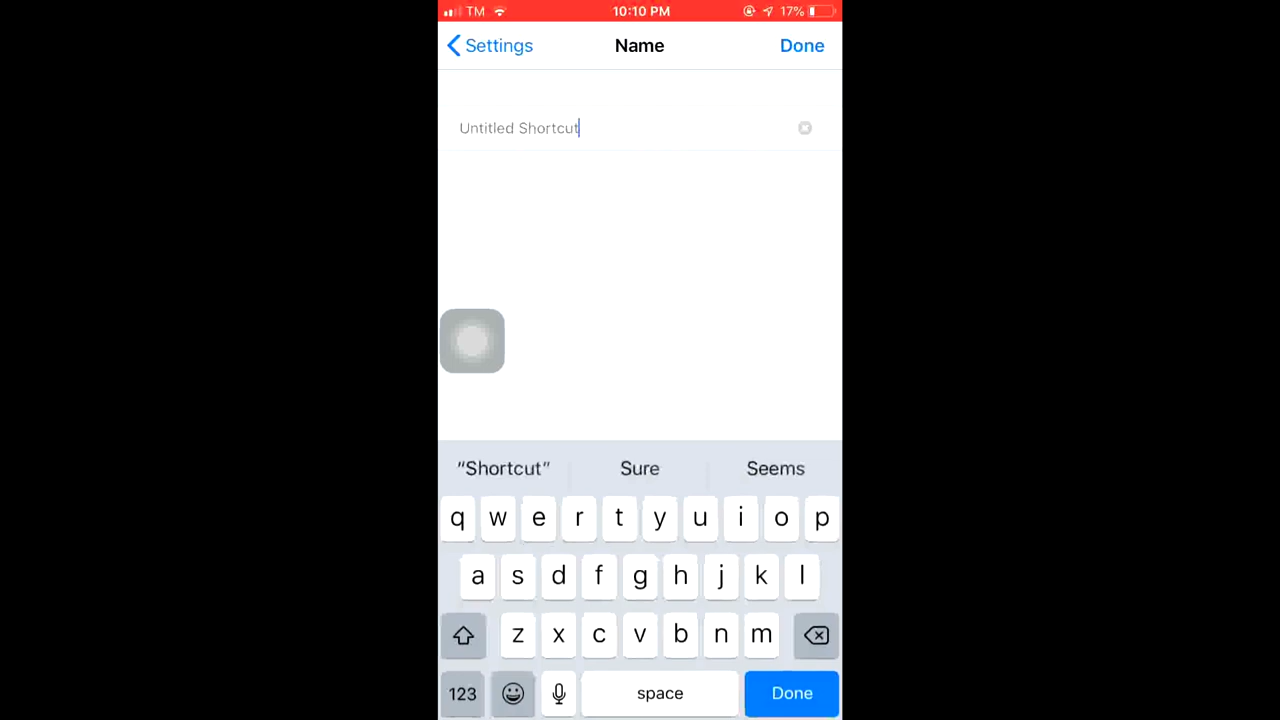 TM 10:10 PM 17%
Settings Name Done
Untitled Shortcut
"Shortcut" Sure Seems
q w e r t y u i o p
a s d f g h j k l
z x c v b n m
123 space Done